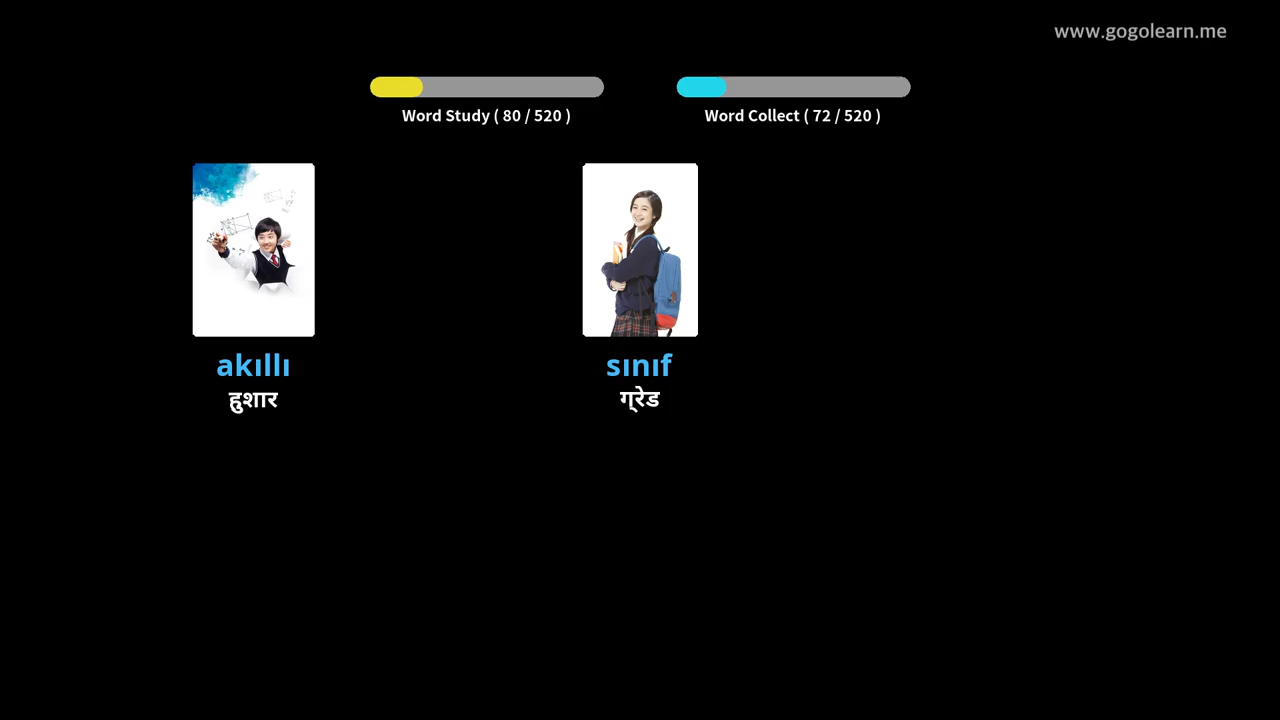 www.gogolearn.me
Word Study ( 80 / 520 )
Word Collect ( 72 / 520 )
akıllı
हुशार
sınıf
ग्रेड